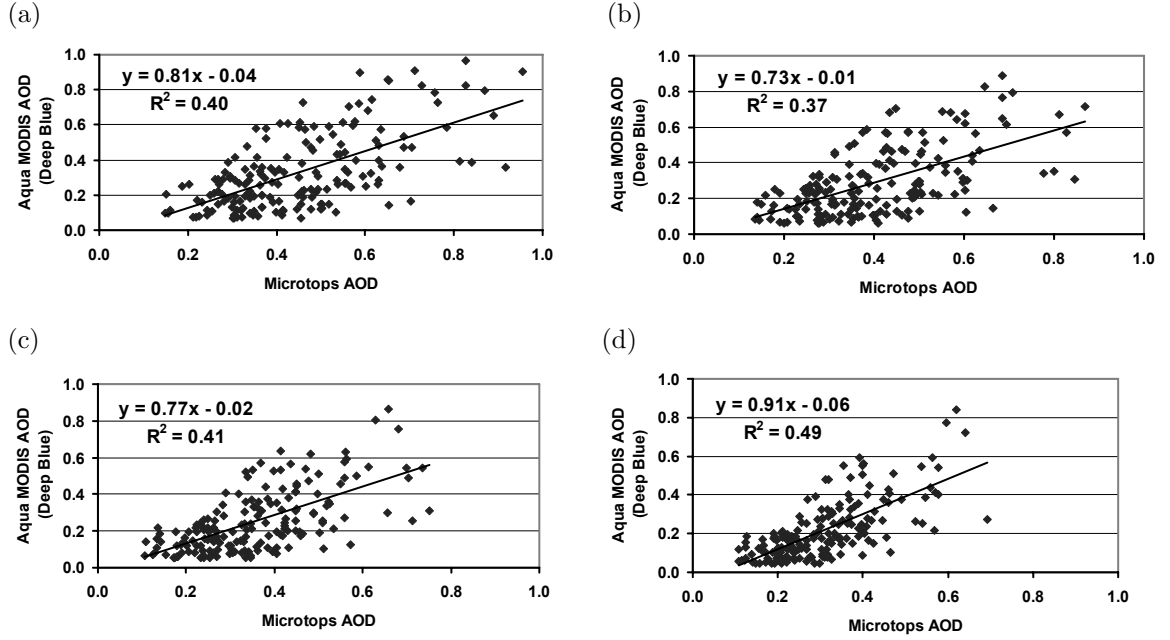 (a)
y = 0.81x - 0.04
R² = 0.40
Aqua MODIS AOD
(Deep Blue)
1.0
0.8
0.6
0.4
0.2
0.0
0.0 0.2 0.4 0.6 0.8 1.0
Microtops AOD
(b)
y = 0.73x - 0.01
R² = 0.37
Aqua MODIS AOD
(Deep Blue)
1.0
0.8
0.6
0.4
0.2
0.0
0.0 0.2 0.4 0.6 0.8 1.0
Microtops AOD
(c)
y = 0.77x - 0.02
R² = 0.41
Aqua MODIS AOD
(Deep Blue)
1.0
0.8
0.6
0.4
0.2
0.0
0.0 0.2 0.4 0.6 0.8 1.0
Microtops AOD
(d)
y = 0.91x - 0.06
R² = 0.49
Aqua MODIS AOD
(Deep Blue)
1.0
0.8
0.6
0.4
0.2
0.0
0.0 0.2 0.4 0.6 0.8 1.0
Microtops AOD